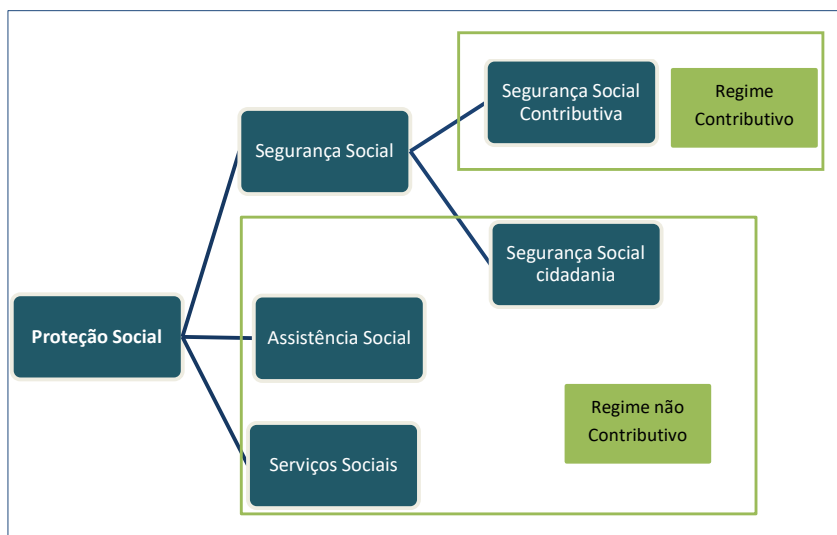 Segurança Social
Contributiva
Regime
Contributivo
Segurança Social
Segurança Social
cidadania
Proteção Social
Assistência Social
Regime não
Contributivo
Serviços Sociais